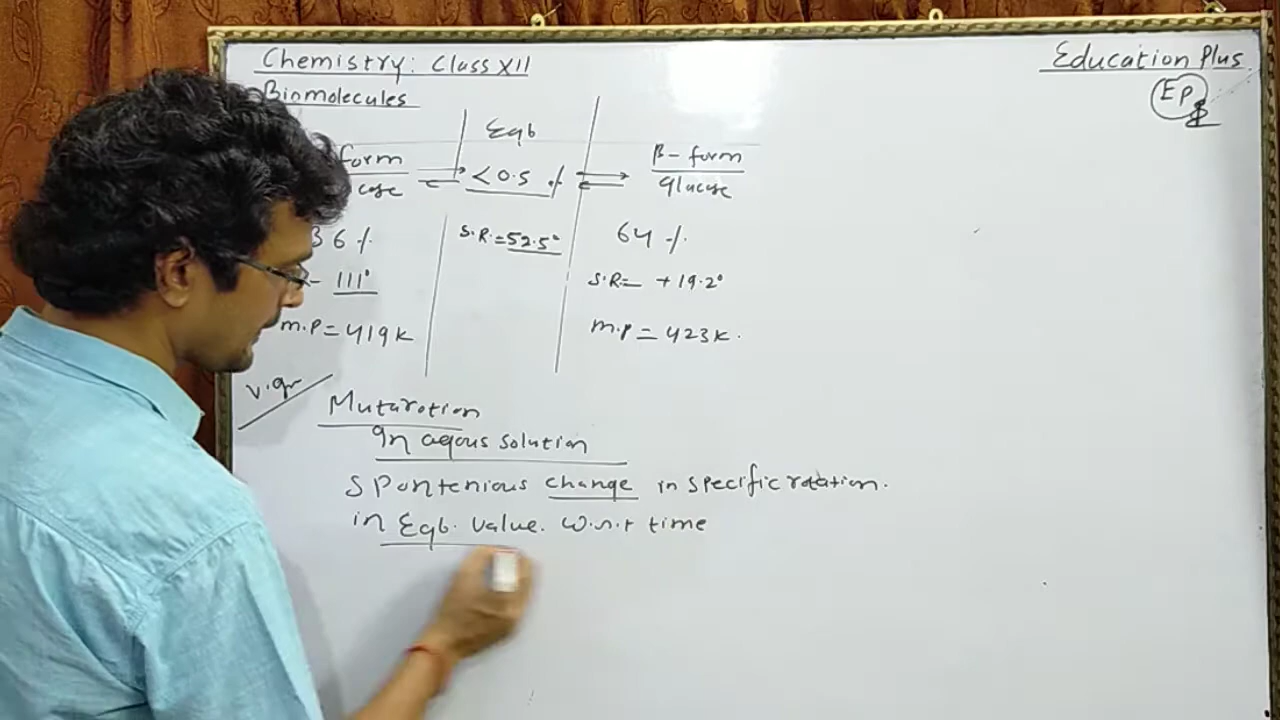 Chemistry: Class XII
Education Plus
EP
Biomolecules
form
Eqb
β- form
cose
< 0.5 %
glucose
36 %
S.R.=52.5°
64 %
- 111°
S.R= + 19.2°
m.p = 419K
m.p = 423K.
Mutarotion
In aqous solution
spontenious change in specific rotation.
in Eqb. value. w.r.t time